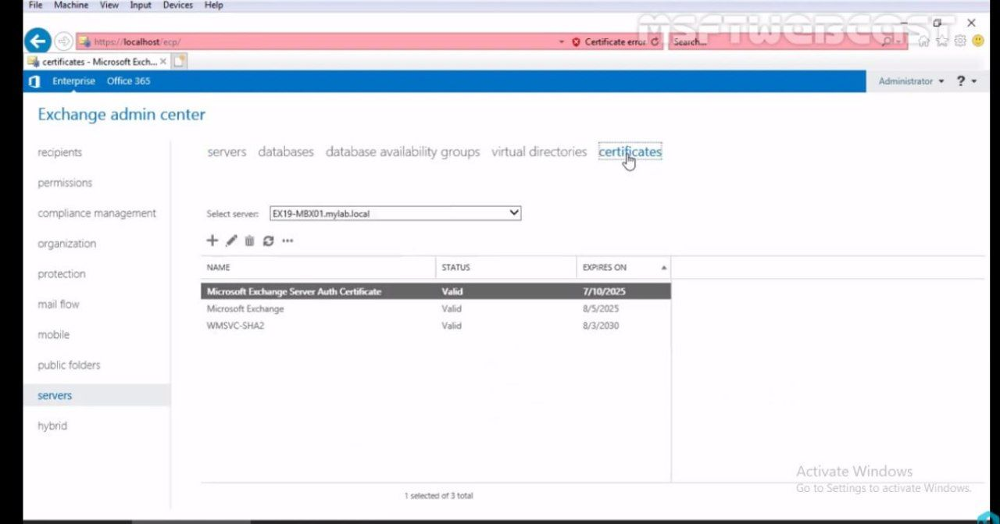 File Machine View Input Devices Help
MSFTWEBCAST
https://localhost/ecp/ Certificate error Search...
certificates - Microsoft Exch...
Enterprise Office 365 Administrator ?
Exchange admin center
recipients
permissions
compliance management
organization
protection
mail flow
mobile
public folders
servers
hybrid
servers databases database availability groups virtual directories certificates
Select server: EX19-MBX01.mylab.local
NAME STATUS EXPIRES ON
Microsoft Exchange Server Auth Certificate Valid 7/10/2025
Microsoft Exchange Valid 8/5/2025
WMSVC-SHA2 Valid 8/3/2030
1 selected of 3 total
Activate Windows
Go to Settings to activate Windows.